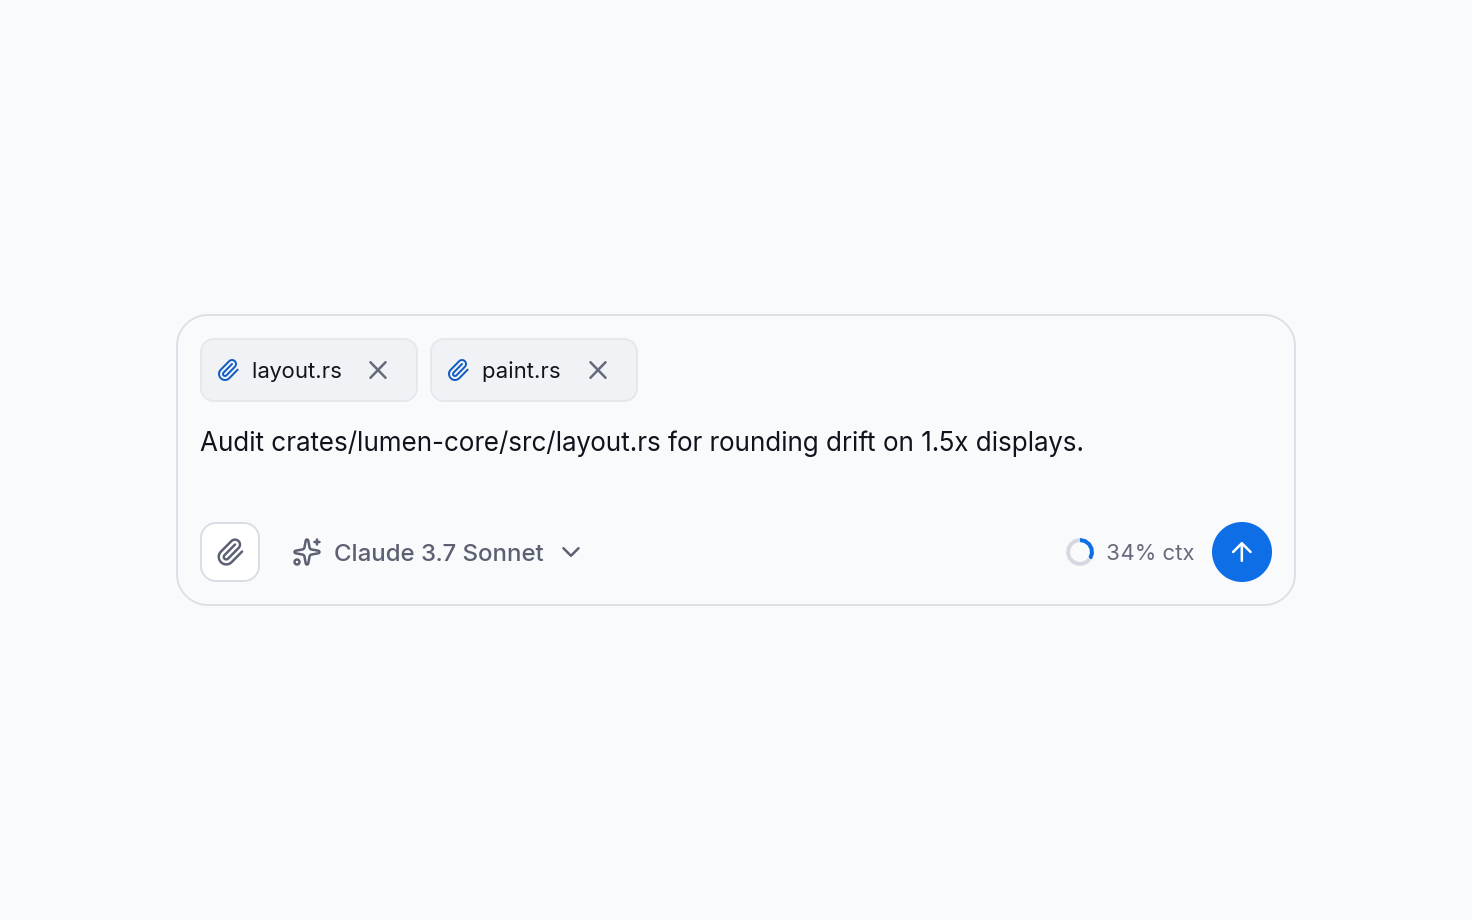 layout.rs
paint.rs
Audit crates/lumen-core/src/layout.rs for rounding drift on 1.5x displays.
Claude 3.7 Sonnet
34% ctx